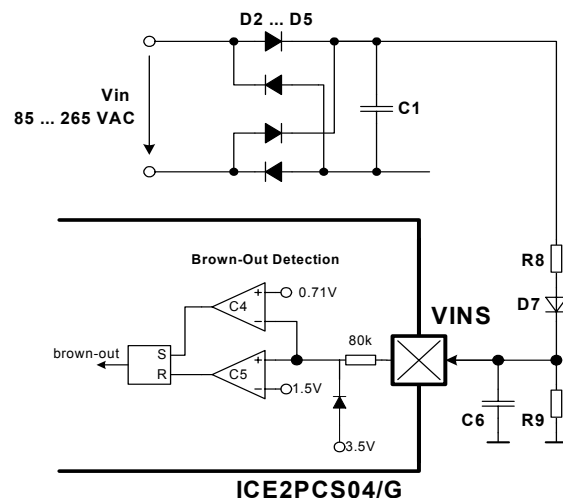 D2 ... D5
Vin
85 ... 265 VAC
C1
R8
Brown-Out Detection
D7
VINS
0.71V
C4
80k
brown-out
S
R
C5
1.5V
C6
R9
3.5V
ICE2PCS04/G